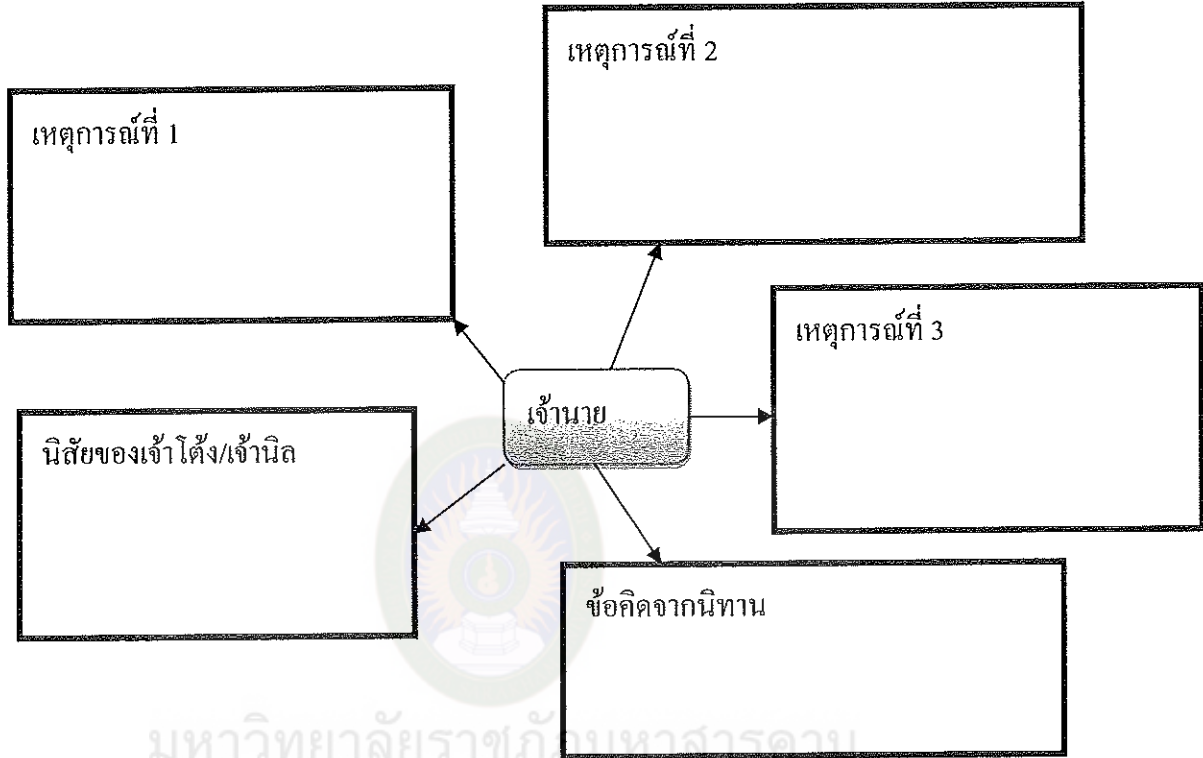 เหตุการณ์ที่ 1
เหตุการณ์ที่ 2
เหตุการณ์ที่ 3
เจ้านาย
นิสัยของเจ้าโต้ง/เจ้านิล
ข้อคิดจากนิทาน
มหาวิทยาลัยราชภัฏมหาสารคาม